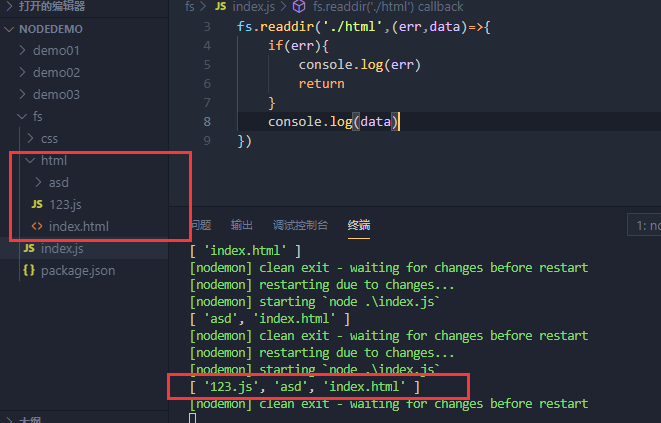 打开的编辑器
fs > index.js > fs.readdir('./html') callback
NODEDEMO
demo01
demo02
demo03
fs
css
html
asd
JS 123.js
<> index.html
JS index.js
{} package.json
3 fs.readdir('./html',(err,data)=>{
4 if(err){
5 console.log(err)
6 return
7 }
8 console.log(data)
9 })
问题 输出 调试控制台 终端 1: no
[ 'index.html' ]
[nodemon] clean exit - waiting for changes before restart
[nodemon] restarting due to changes...
[nodemon] starting `node .\index.js`
[ 'asd', 'index.html' ]
[nodemon] clean exit - waiting for changes before restart
[nodemon] restarting due to changes...
[nodemon] starting `node .\index.js`
[ '123.js', 'asd', 'index.html' ]
[nodemon] clean exit - waiting for changes before restart